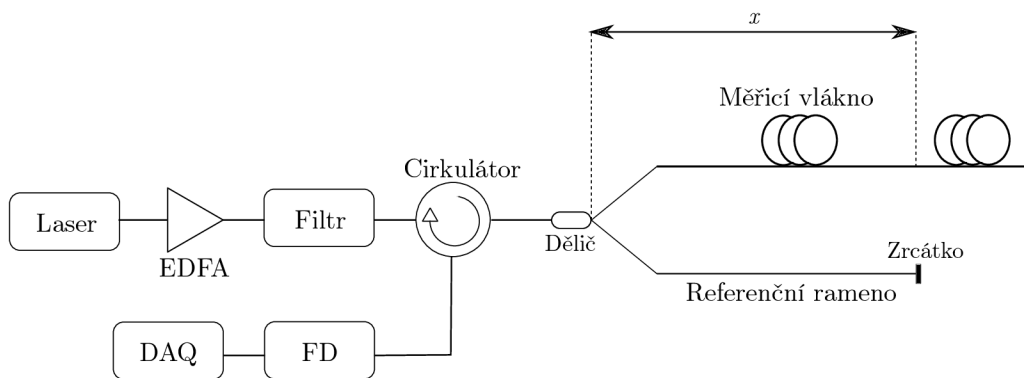 x
Měřicí vlákno
Cirkulátor
Laser
Filtr
EDFA
Dělič
Zrcátko
Referenční rameno
DAQ
FD